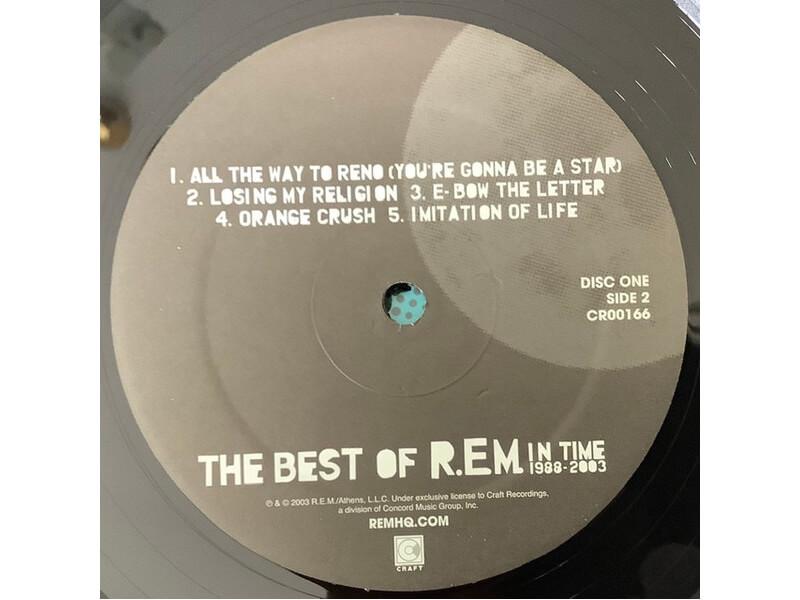 1. ALL THE WAY TO RENO (YOU'RE GONNA BE A STAR)
2. LOSING MY RELIGION 3. E-BOW THE LETTER
4. ORANGE CRUSH 5. IMITATION OF LIFE
DISC ONE
SIDE 2
CR00166
THE BEST OF R.E.M. IN TIME
1988-2003
℗ & © 2003 R.E.M./Athens, L.L.C. Under exclusive license to Craft Recordings,
a division of Concord Music Group, Inc.
REMHQ.COM
C
CRAFT